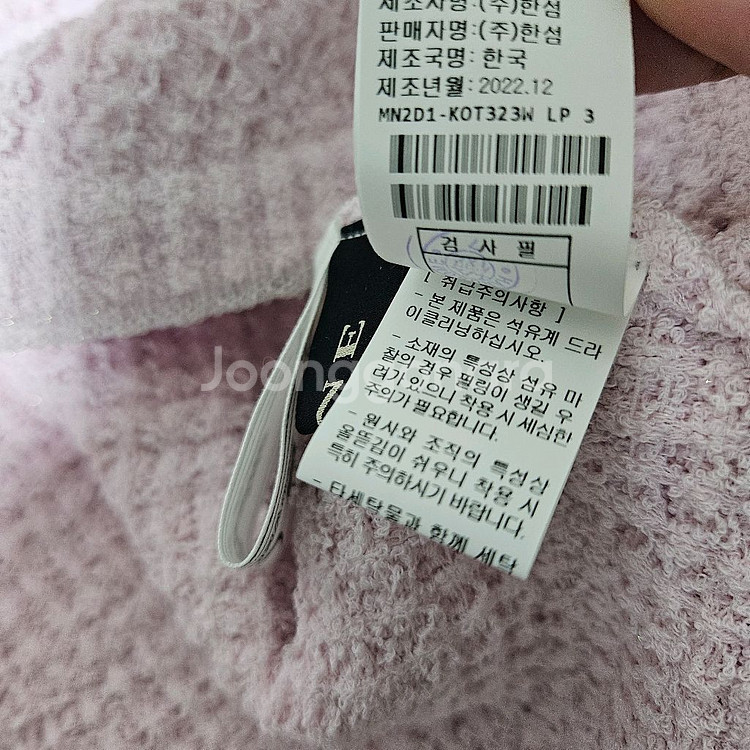 제조자명:(주)한섬
판매자명:(주)한섬
제조국명: 한국
제조년월: 2022.12
MN2D1-KOT323W LP 3
검 사 필
[ 취급주의사항 ]
- 본 제품은 석유계 드라
이클리닝하십시오.
- 소재의 특성상 섬유 마
찰의 경우 필링이 생길 우
려가 있으니 착용 시 세심한
주의가 필요합니다.
- 원사와 조직의 특성상
올뜯김이 쉬우니 착용 시
특히 주의하시기 바랍니다.
- 타세탁물과 함께 세탁